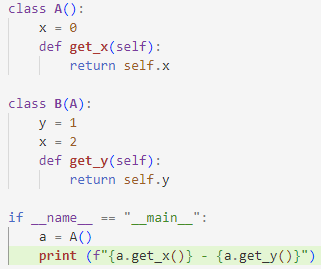 class A():
    x = 0
    def get_x(self):
        return self.x

class B(A):
    y = 1
    x = 2
    def get_y(self):
        return self.y

if __name__ == "__main__":
    a = A()
    print (f"{a.get_x()} - {a.get_y()}")